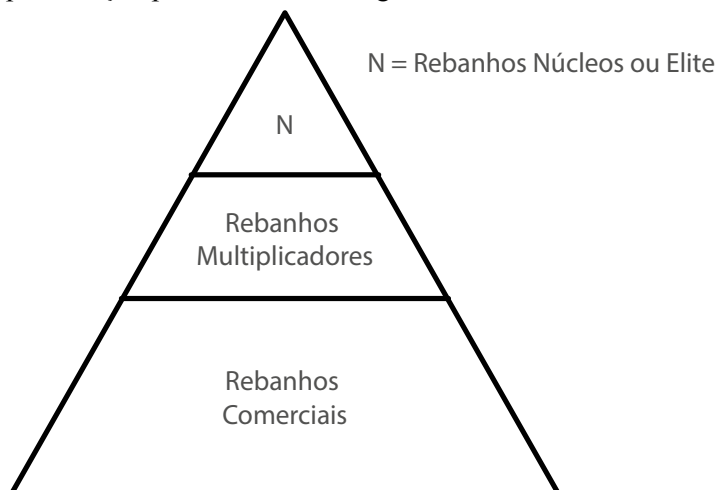 N = Rebanhos Núcleos ou Elite
N
Rebanhos
Multiplicadores
Rebanhos
Comerciais